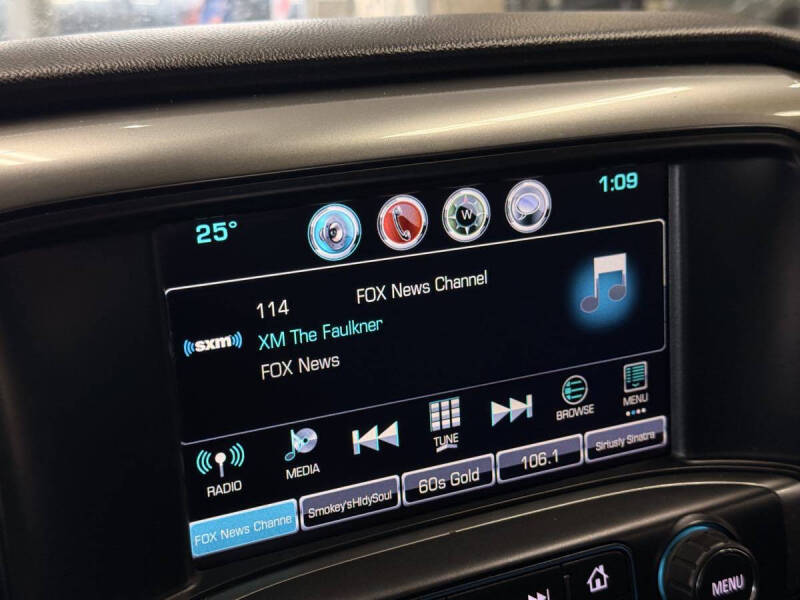 25°
W
1:09
114 FOX News Channel
((sxm))
XM The Faulkner
FOX News
RADIO
MEDIA
TUNE
BROWSE
MENU
FOX News Channe
Smokey'sHldySoul
60s Gold
106.1
Siriusly Sinatra
MENU